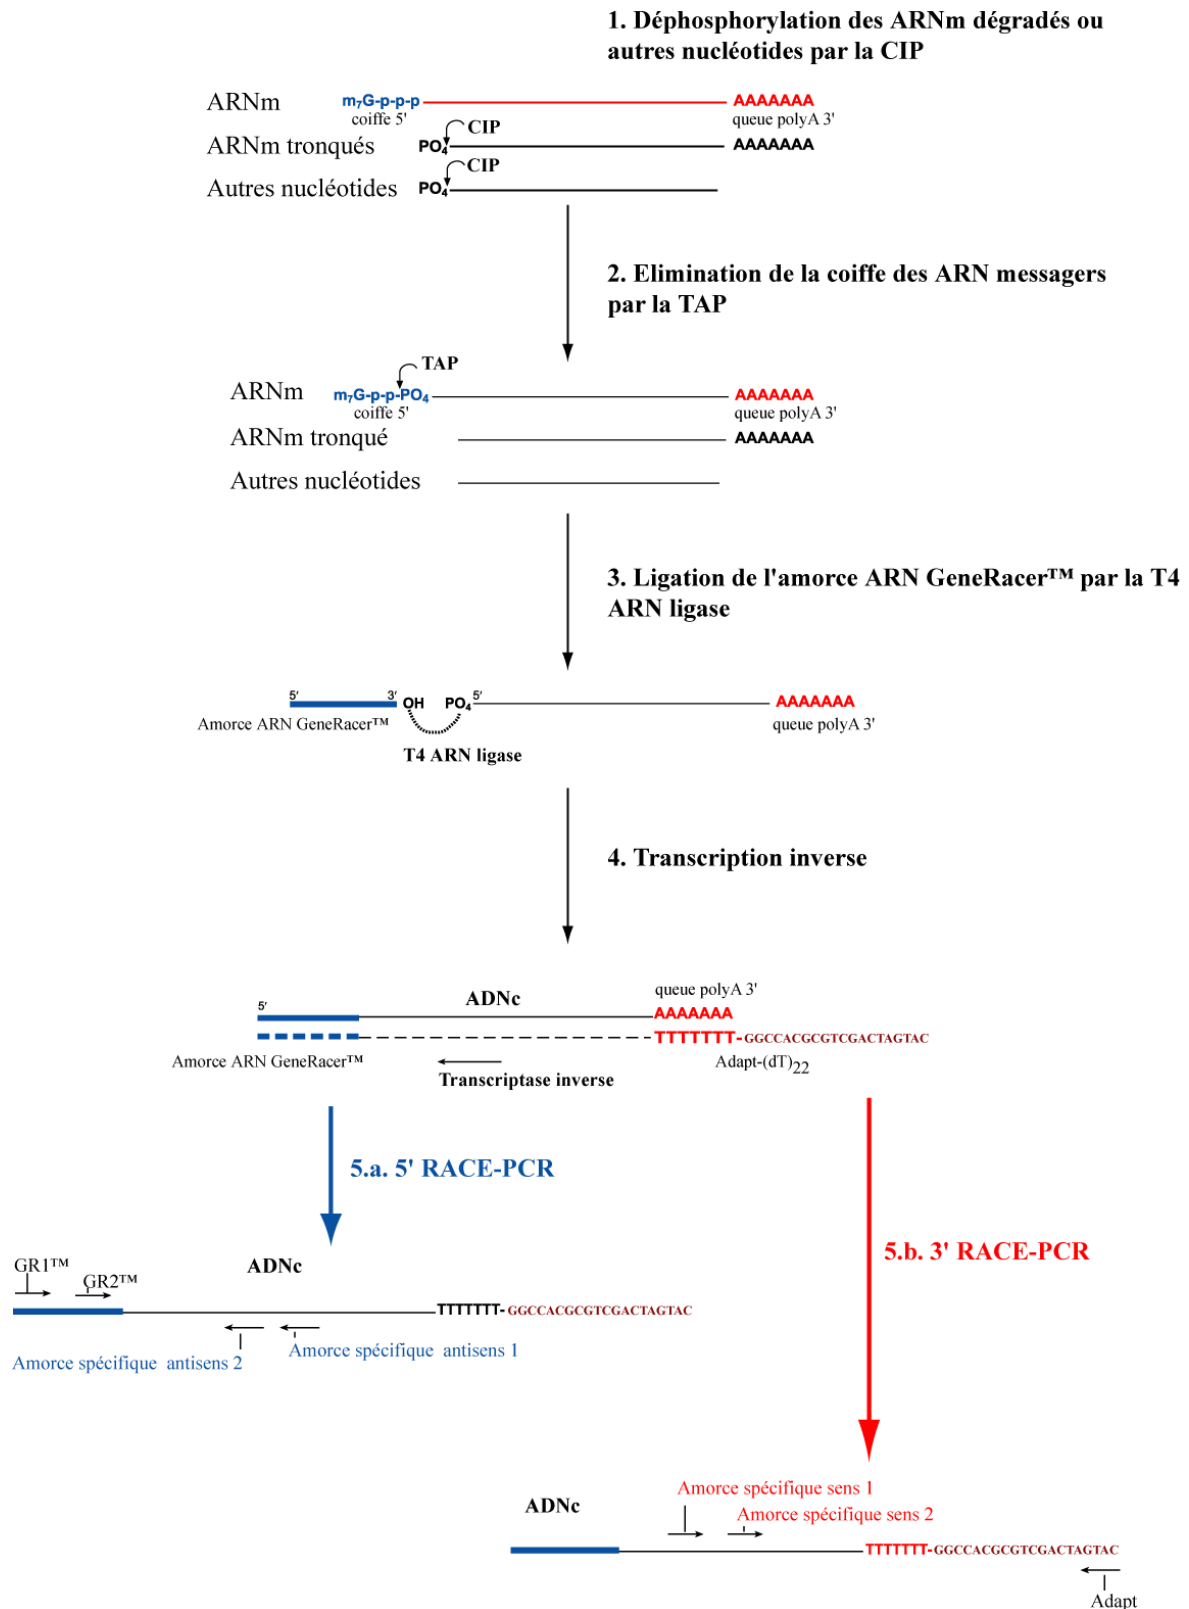 1. Déphosphorylation des ARNm dégradés ou
autres nucléotides par la CIP
ARNm m7G-p-p-p AAAAAAA
coiffe 5' queue polyA 3'
CIP
ARNm tronqués PO4 AAAAAAA
CIP
Autres nucléotides PO4
2. Elimination de la coiffe des ARN messagers
par la TAP
TAP
ARNm m7G-p-p-PO4 AAAAAAA
coiffe 5' queue polyA 3'
ARNm tronqué AAAAAAA
Autres nucléotides
3. Ligation de l'amorce ARN GeneRacer™ par la T4
ARN ligase
5' 3' OH PO4 5' AAAAAAA
Amorce ARN GeneRacer™ queue polyA 3'
T4 ARN ligase
4. Transcription inverse
queue polyA 3'
5' ADNc AAAAAAA
TTTTTTT-GGCCACGCGTCGACTAGTAC
Amorce ARN GeneRacer™ Adapt-(dT)22
Transcriptase inverse
5.a. 5' RACE-PCR
5.b. 3' RACE-PCR
GR1™ ADNc
GR2™
TTTTTTT-GGCCACGCGTCGACTAGTAC
Amorce spécifique antisens 2 Amorce spécifique antisens 1
Amorce spécifique sens 1
ADNc Amorce spécifique sens 2
TTTTTTT-GGCCACGCGTCGACTAGTAC
Adapt